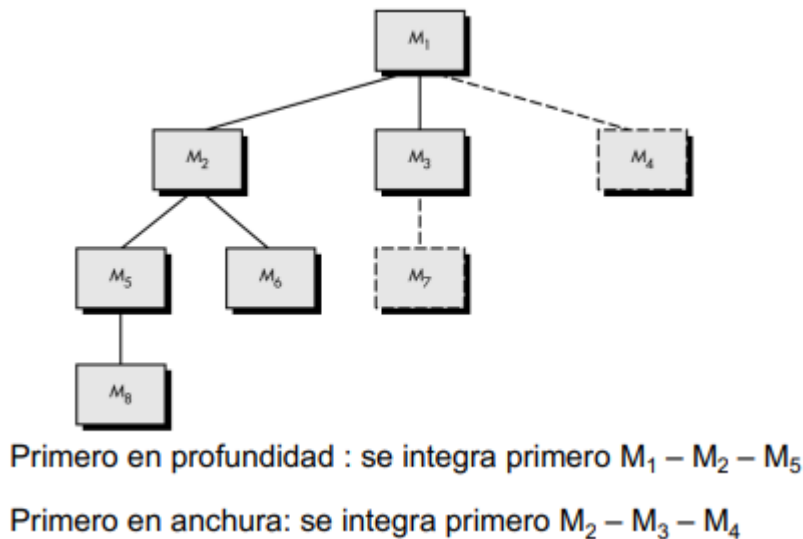 M₁
M₂ M₃ M₄
M₅ M₆ M₇
M₈
Primero en profundidad : se integra primero M₁ – M₂ – M₅
Primero en anchura: se integra primero M₂ – M₃ – M₄